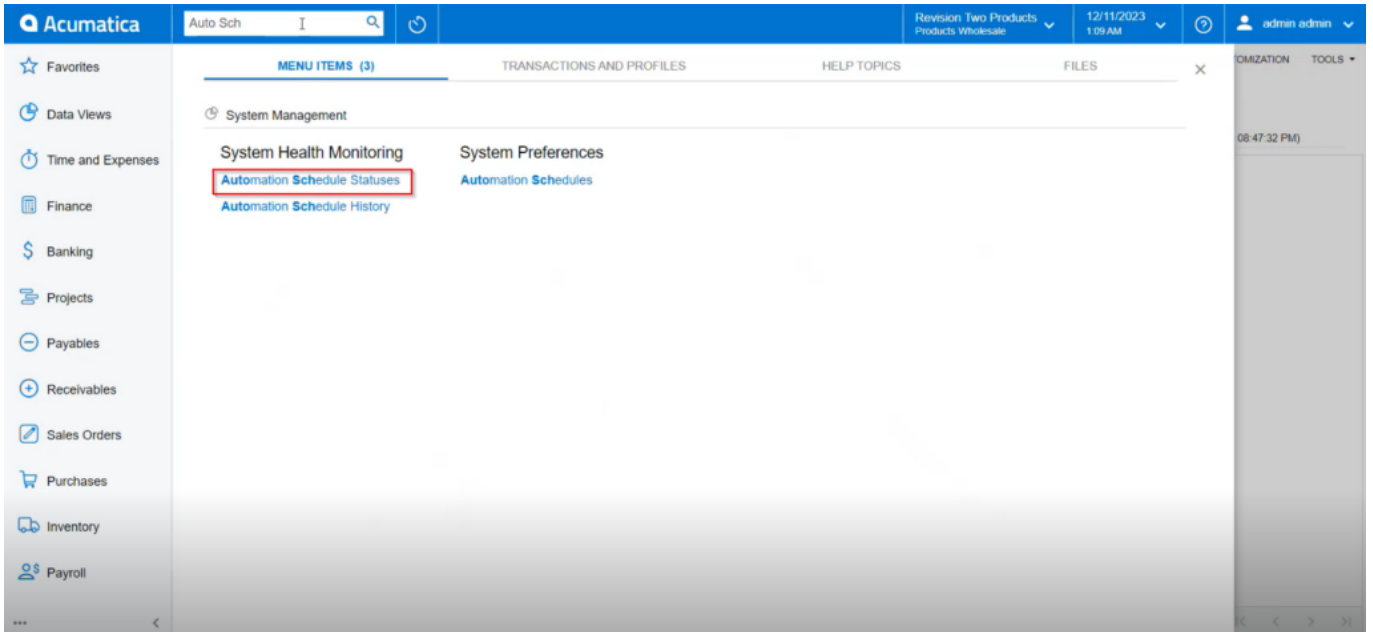 Acumatica
Auto Sch
Revision Two Products
Products Wholesale
12/11/2023
1:09 AM
admin admin
Favorites
Data Views
Time and Expenses
Finance
Banking
Projects
Payables
Receivables
Sales Orders
Purchases
Inventory
Payroll
MENU ITEMS (3)
TRANSACTIONS AND PROFILES
HELP TOPICS
FILES
System Management
System Health Monitoring
Automation Schedule Statuses
Automation Schedule History
System Preferences
Automation Schedules
TOOLS
08:47:32 PM)